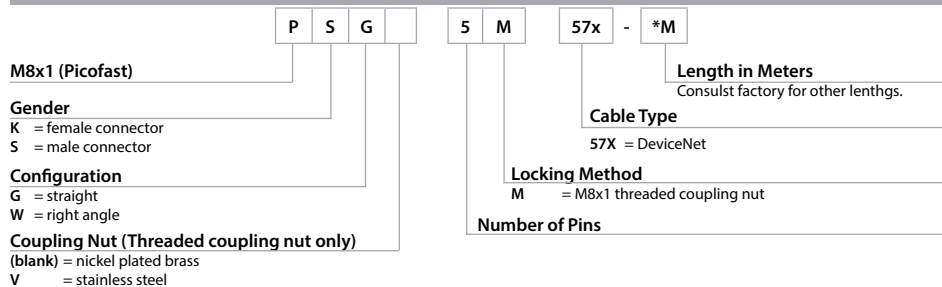 P S G 5 M 57x - *M
M8x1 (Picofast)
Gender
K = female connector
S = male connector
Configuration
G = straight
W = right angle
Coupling Nut (Threaded coupling nut only)
(blank) = nickel plated brass
V = stainless steel
Length in Meters
Consulst factory for other lenthgs.
Cable Type
57X = DeviceNet
Locking Method
M = M8x1 threaded coupling nut
Number of Pins